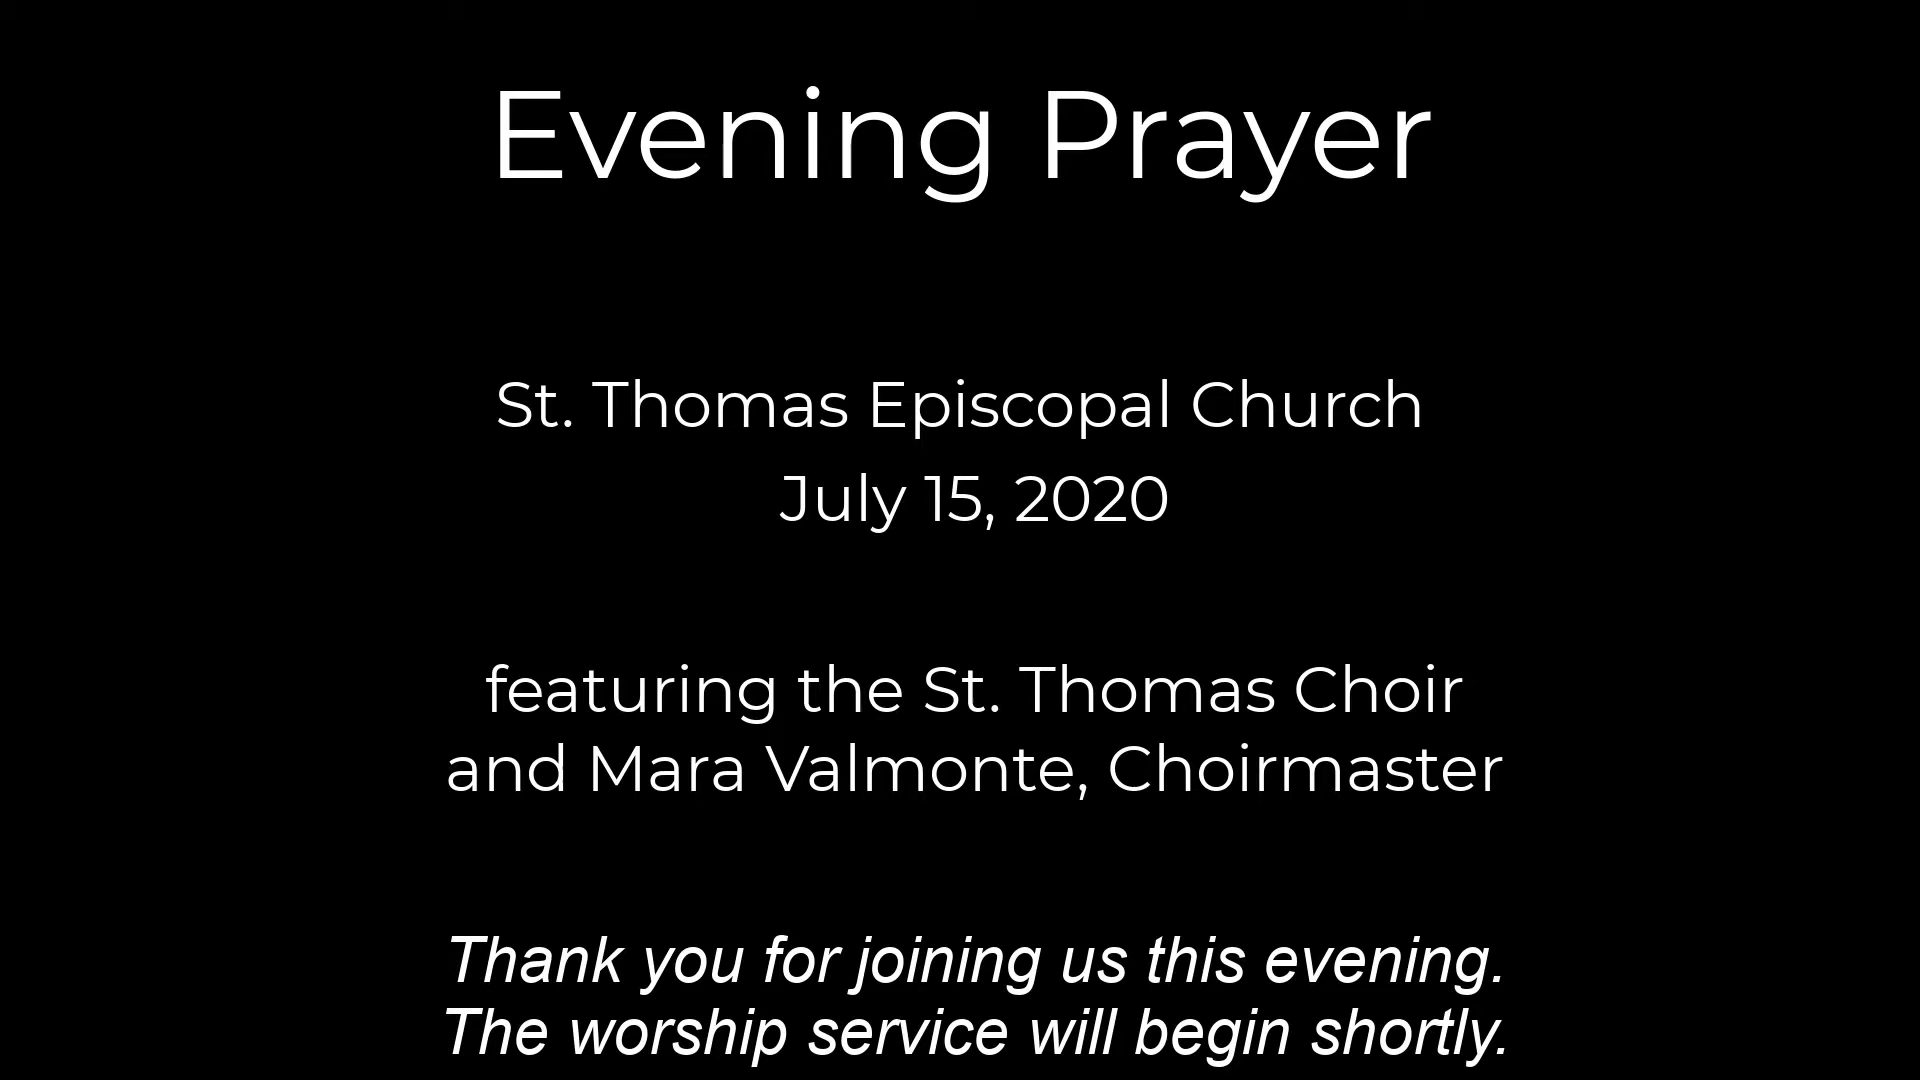 Evening Prayer
St. Thomas Episcopal Church
July 15, 2020
featuring the St. Thomas Choir
and Mara Valmonte, Choirmaster
Thank you for joining us this evening.
The worship service will begin shortly.